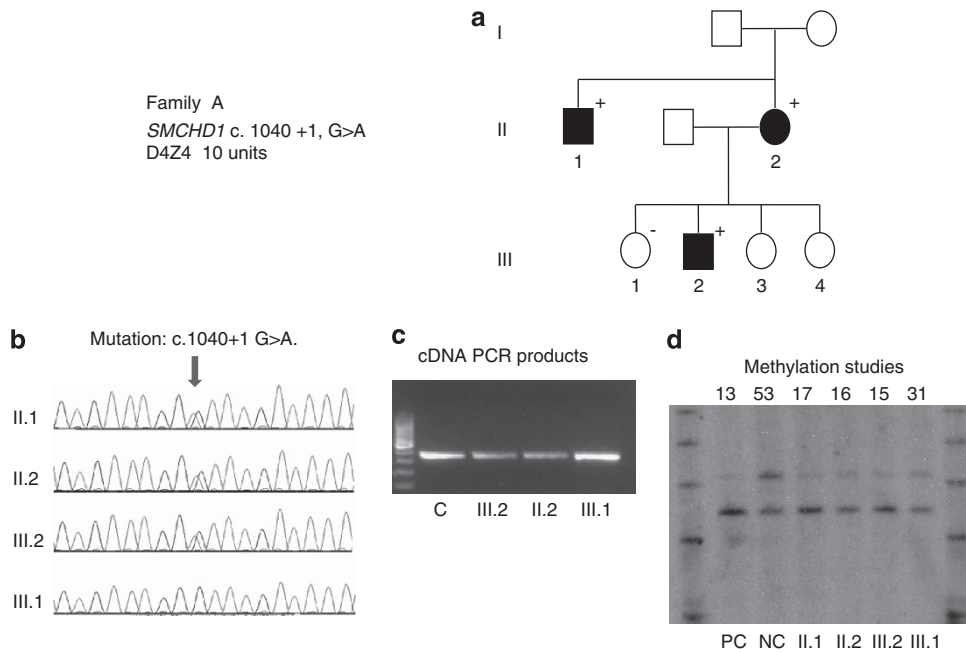 a
I
Family A
SMCHD1 c. 1040 +1, G>A
D4Z4 10 units
+ +
II
1 2
- +
III
1 2 3 4
b
Mutation: c.1040+1 G>A.
II.1
II.2
III.2
III.1
c
cDNA PCR products
C III.2 II.2 III.1
d
Methylation studies
13 53 17 16 15 31
PC NC II.1 II.2 III.2 III.1